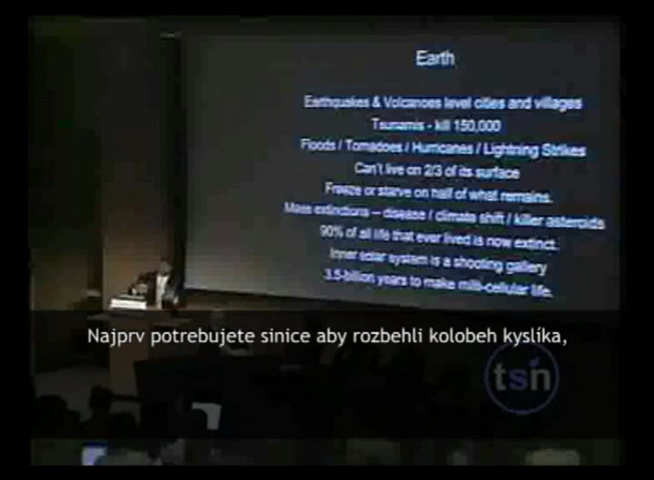 Earth
Earthquakes & Volcanoes level cities and villages
Tsunamis - kill 150,000
Floods / Tornadoes / Hurricanes / Lightning Strikes
Can't live on 2/3 of its surface
Freeze or starve on half of what remains.
Mass extinctions – disease / climate shift / killer asteroids
90% of all life that ever lived is now extinct.
Inner solar system is a shooting gallery
3.5-billion years to make multi-cellular life.
Najprv potrebujete sinice aby rozbehli kolobeh kyslíka,
tsn